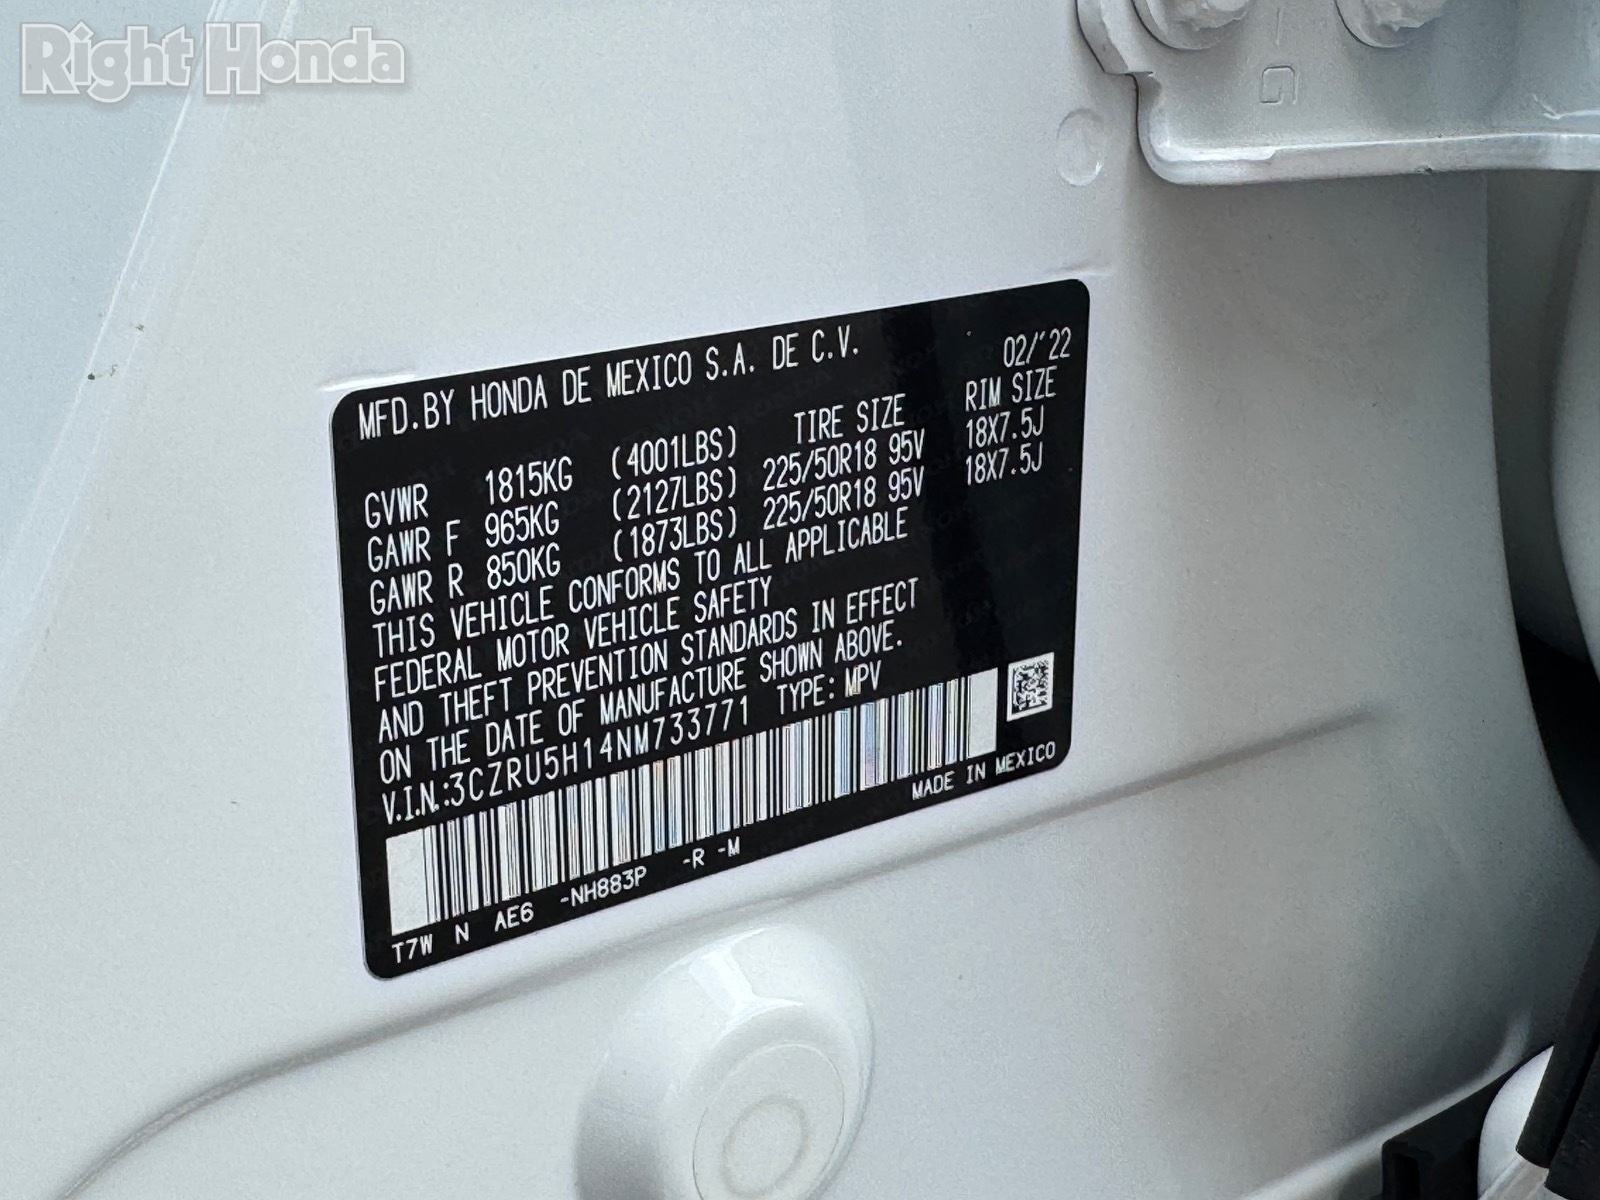 Right Honda
MFD. BY HONDA DE MEXICO S.A. DE C.V. 02/'22
TIRE SIZE RIM SIZE
GVWR 1815KG (4001LBS) 225/50R18 95V 18X7.5J
GAWR F 965KG (2127LBS) 225/50R18 95V 18X7.5J
GAWR R 850KG (1873LBS)
THIS VEHICLE CONFORMS TO ALL APPLICABLE
FEDERAL MOTOR VEHICLE SAFETY
AND THEFT PREVENTION STANDARDS IN EFFECT
ON THE DATE OF MANUFACTURE SHOWN ABOVE.
V.I.N.:3CZRU5H14NM733771 TYPE: MPV
MADE IN MEXICO
T7W N AE6 -NH883P -R -M